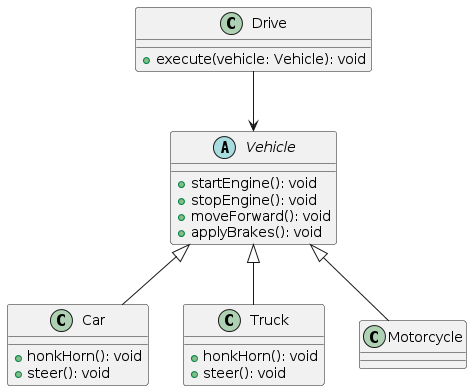 C Drive
execute(vehicle: Vehicle): void
A Vehicle
startEngine(): void
stopEngine(): void
moveForward(): void
applyBrakes(): void
C Car
honkHorn(): void
steer(): void
C Truck
honkHorn(): void
steer(): void
C Motorcycle